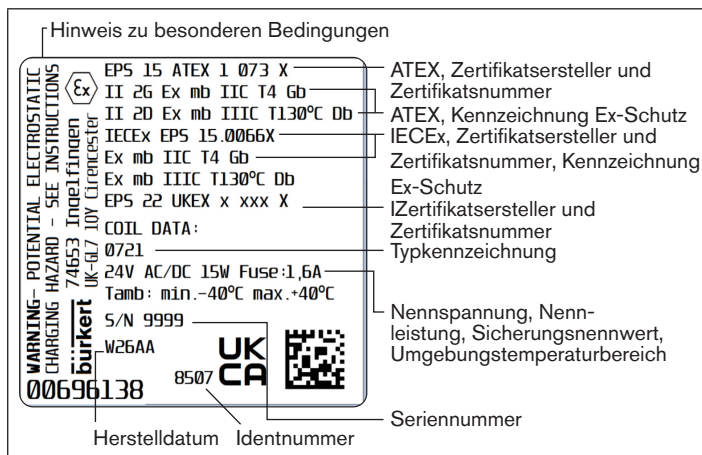 Hinweis zu besonderen Bedingungen
WARNING– POTENTIAL ELECTROSTATIC
CHARGING HAZARD - SEE INSTRUCTIONS
bürkert
74653 Ingelfingen
UK-GL7 1QY Cirencester
Ex
EPS 15 ATEX 1 073 X
II 2G Ex mb IIC T4 Gb
II 2D Ex mb IIIC T130°C Db
IECEx EPS 15.0066X
Ex mb IIC T4 Gb
Ex mb IIIC T130°C Db
EPS 22 UKEX x xxx X
COIL DATA:
0721
24V AC/DC 15W Fuse:1,6A
Tamb: min.-40°C max.+40°C
S/N 9999
W26AA
UK
CA
8507
00696138
ATEX, Zertifikatsersteller und
Zertifikatsnummer
ATEX, Kennzeichnung Ex-Schutz
IECEx, Zertifikatsersteller und
Zertifikatsnummer, Kennzeichnung
Ex-Schutz
IZertifikatsersteller und
Zertifikatsnummer
Typkennzeichnung
Nennspannung, Nenn-
leistung, Sicherungsnennwert,
Umgebungstemperaturbereich
Seriennummer
Herstelldatum
Identnummer